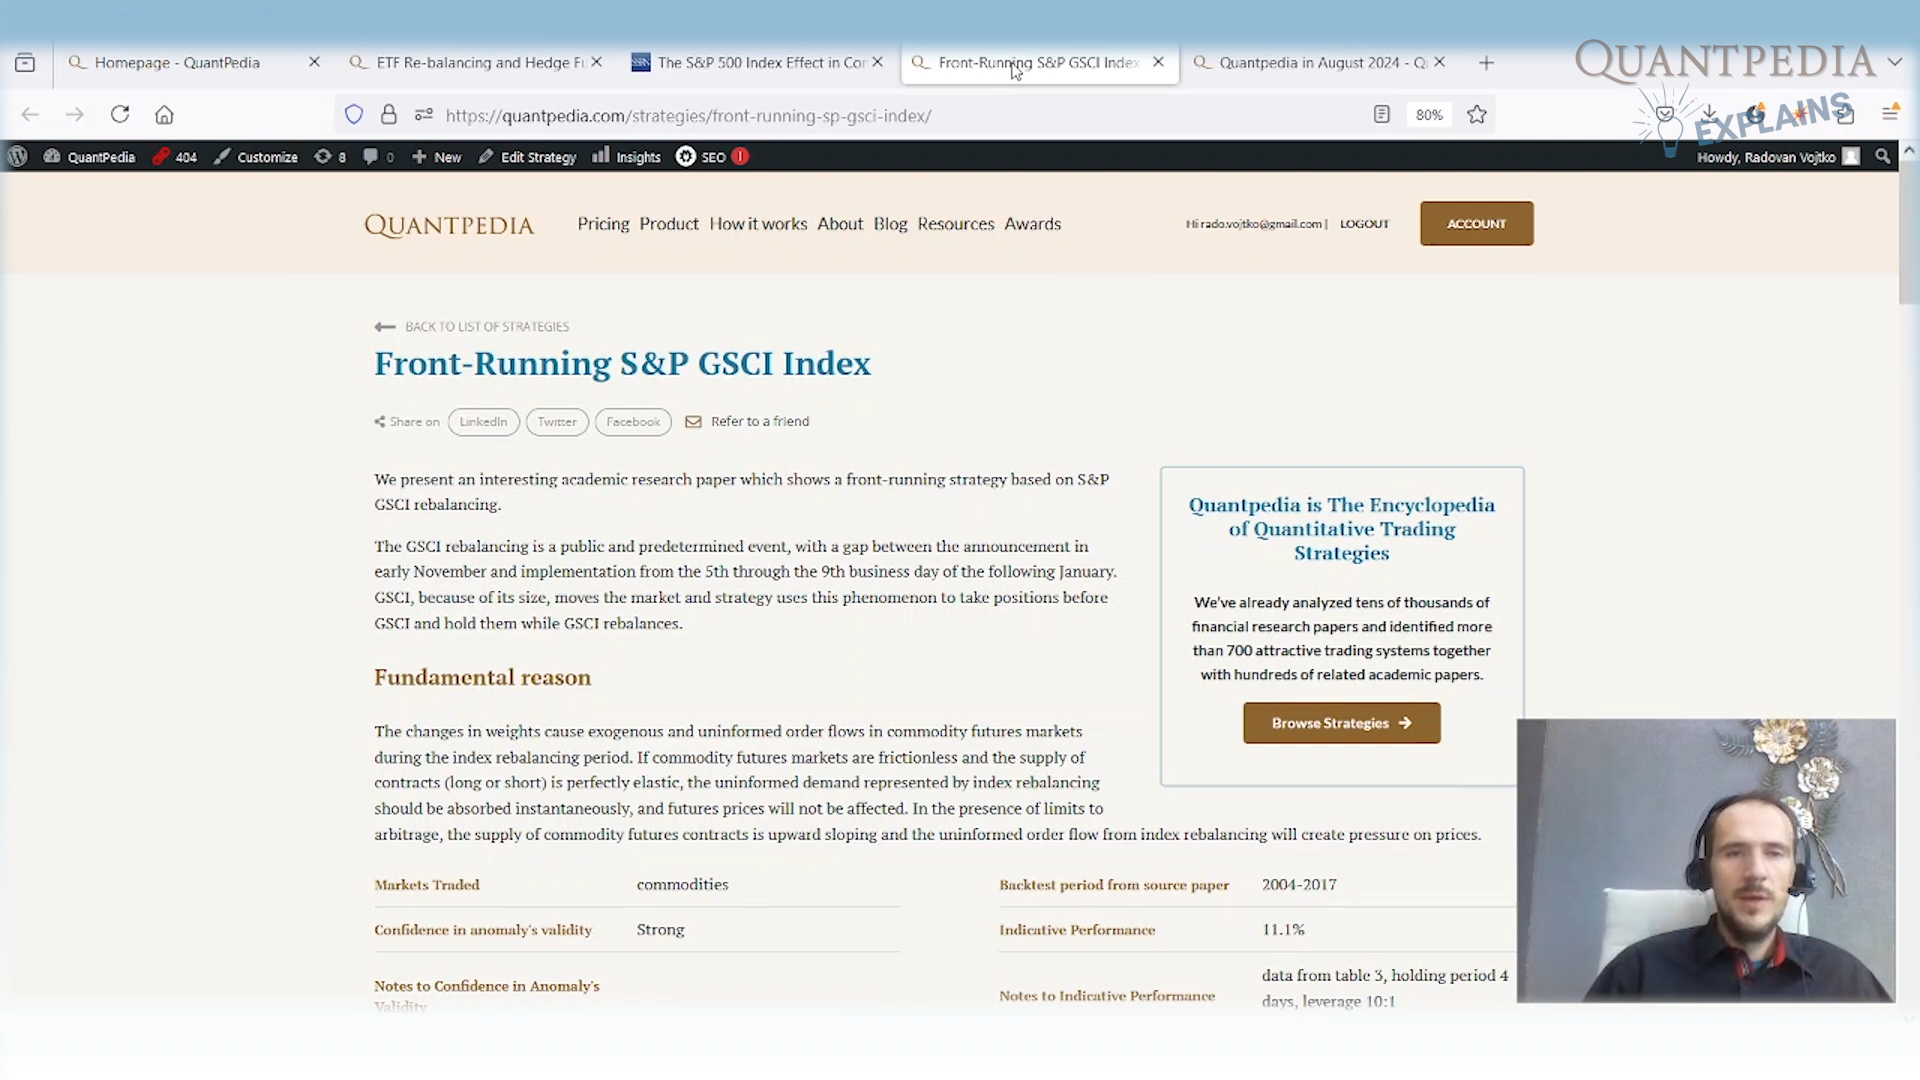 Homepage - QuantPedia
ETF Re-balancing and Hedge Fu
The S&P 500 Index Effect in Cor
Front-Running S&P GSCI Index
Quantpedia in August 2024 - Q
QUANTPEDIA
EXPLAINS
https://quantpedia.com/strategies/front-running-sp-gsci-index/
80%
QuantPedia
404
Customize
8
0
New
Edit Strategy
Insights
SEO
Howdy, Radovan Vojtko
QUANTPEDIA
Pricing Product How it works About Blog Resources Awards
Hi rado.vojtko@gmail.com |
LOGOUT
ACCOUNT
BACK TO LIST OF STRATEGIES
Front-Running S&P GSCI Index
Share on
LinkedIn
Twitter
Facebook
Refer to a friend
We present an interesting academic research paper which shows a front-running strategy based on S&P
GSCI rebalancing.
The GSCI rebalancing is a public and predetermined event, with a gap between the announcement in
early November and implementation from the 5th through the 9th business day of the following January.
GSCI, because of its size, moves the market and strategy uses this phenomenon to take positions before
GSCI and hold them while GSCI rebalances.
Quantpedia is The Encyclopedia
of Quantitative Trading
Strategies
We've already analyzed tens of thousands of
financial research papers and identified more
than 700 attractive trading systems together
with hundreds of related academic papers.
Browse Strategies
Fundamental reason
The changes in weights cause exogenous and uninformed order flows in commodity futures markets
during the index rebalancing period. If commodity futures markets are frictionless and the supply of
contracts (long or short) is perfectly elastic, the uninformed demand represented by index rebalancing
should be absorbed instantaneously, and futures prices will not be affected. In the presence of limits to
arbitrage, the supply of commodity futures contracts is upward sloping and the uninformed order flow from index rebalancing will create pressure on prices.
Markets Traded
commodities
Backtest period from source paper
2004-2017
Confidence in anomaly's validity
Strong
Indicative Performance
11.1%
Notes to Confidence in Anomaly's
Validity
Notes to Indicative Performance
data from table 3, holding period 4
days, leverage 10:1